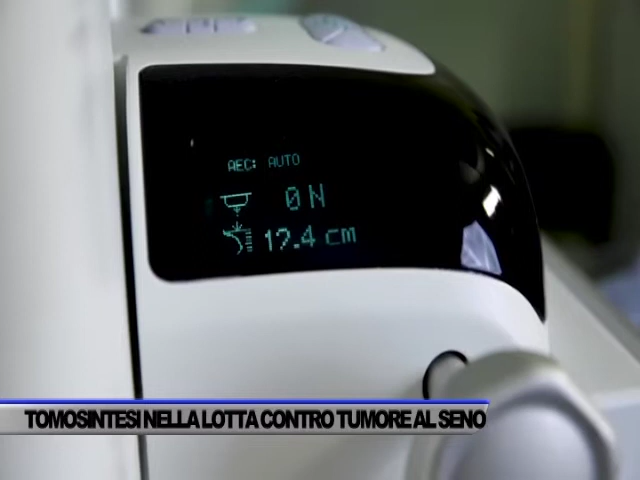 AEC: AUTO
0 N
17.4 cm
TOMOSINTESI NELLA LOTTA CONTRO TUMORE AL SENO